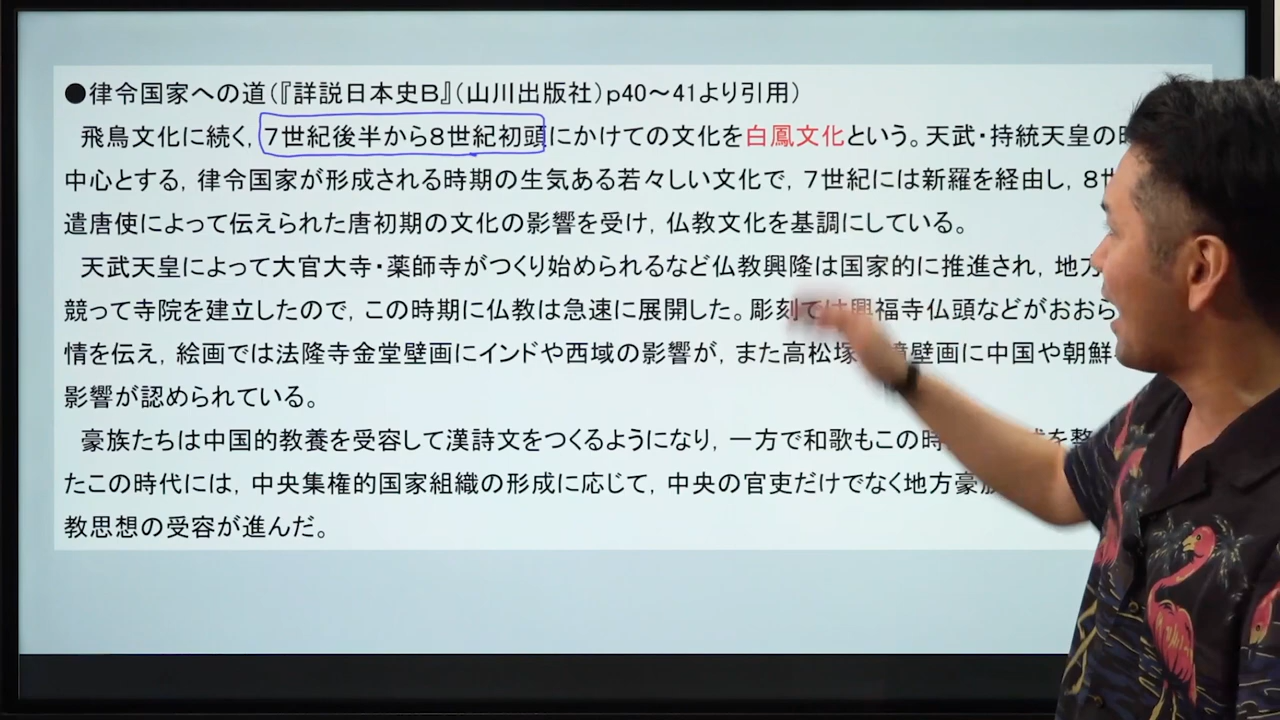 ●律令国家への道(『詳説日本史B』(山川出版社)p40～41より引用)
飛鳥文化に続く，7世紀後半から8世紀初頭にかけての文化を白鳳文化という。天武・持統天皇の
中心とする，律令国家が形成される時期の生気ある若々しい文化で，7世紀には新羅を経由し，8
遣唐使によって伝えられた唐初期の文化の影響を受け，仏教文化を基調にしている。
天武天皇によって大官大寺・薬師寺がつくり始められるなど仏教興隆は国家的に推進され，地方
競って寺院を建立したので，この時期に仏教は急速に展開した。彫刻では興福寺仏頭などがおおら
情を伝え，絵画では法隆寺金堂壁画にインドや西域の影響が，また高松塚 壁画に中国や朝鮮
影響が認められている。
豪族たちは中国的教養を受容して漢詩文をつくるようになり，一方で和歌もこの時 を整
たこの時代には，中央集権的国家組織の形成に応じて，中央の官吏だけでなく地方豪族
教思想の受容が進んだ。